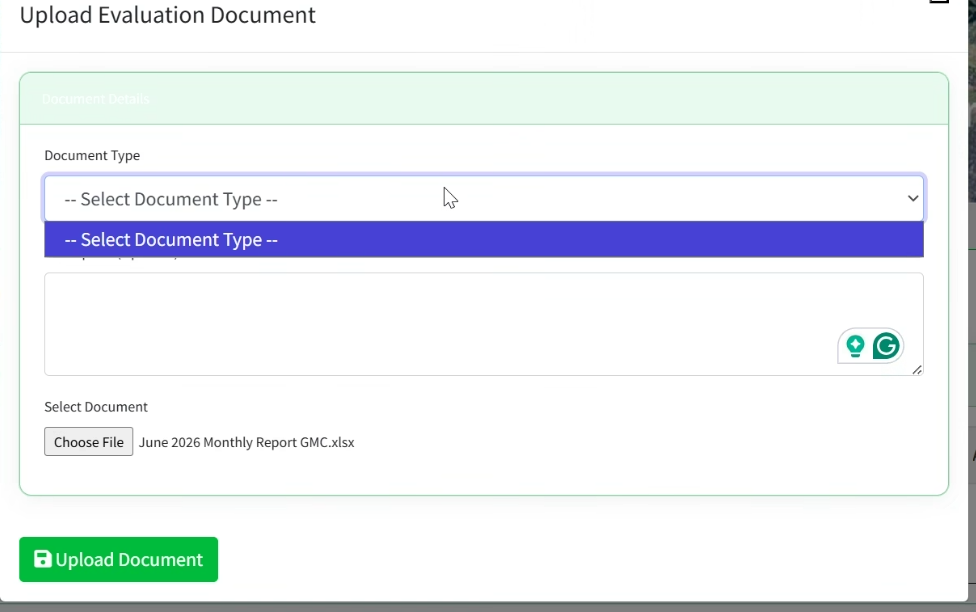 Upload Evaluation Document
Document Details
Document Type
-- Select Document Type --
-- Select Document Type --
Select Document
Choose File June 2026 Monthly Report GMC.xlsx
Upload Document